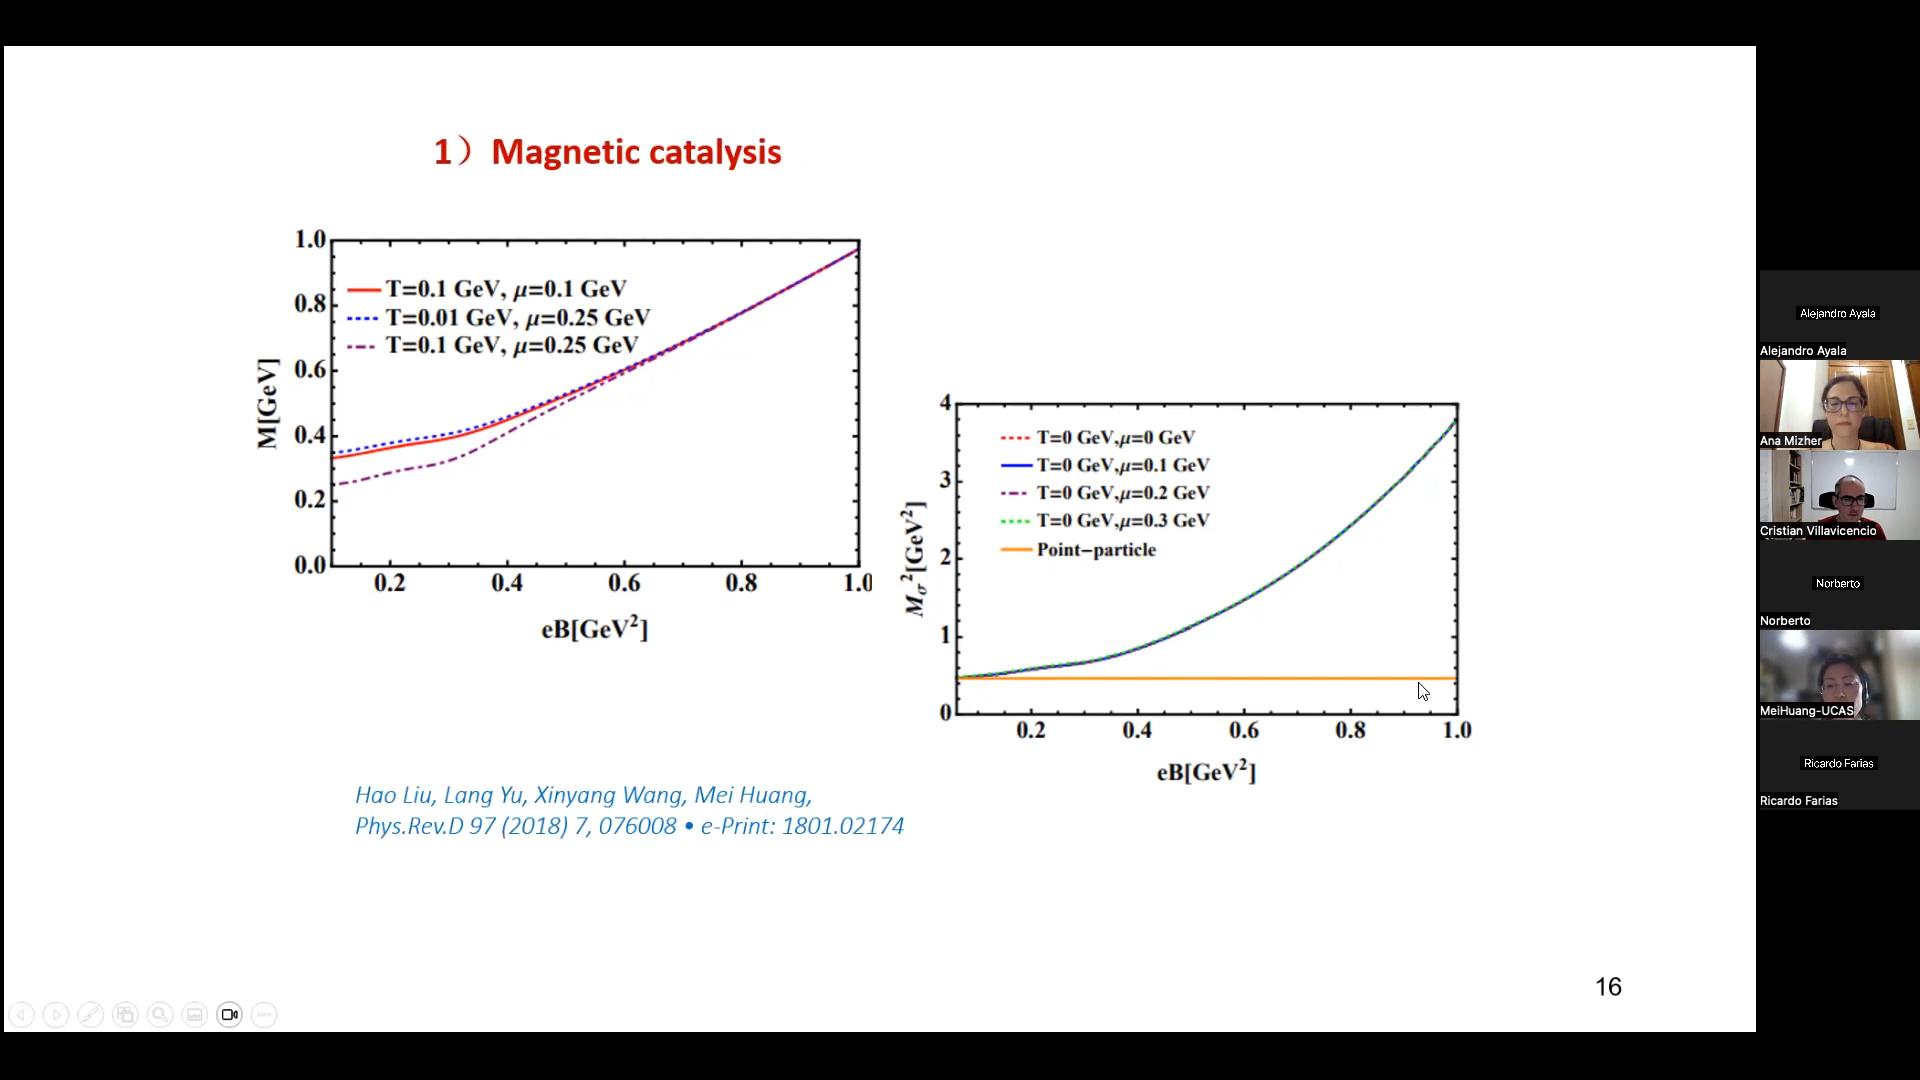 1）Magnetic catalysis
1.0
0.8
0.6
0.4
0.2
0.0
M[GeV]
T=0.1 GeV, μ=0.1 GeV
T=0.01 GeV, μ=0.25 GeV
T=0.1 GeV, μ=0.25 GeV
0.2 0.4 0.6 0.8 1.0
eB[GeV²]
4
3
2
1
0
Mσ²[GeV²]
T=0 GeV,μ=0 GeV
T=0 GeV,μ=0.1 GeV
T=0 GeV,μ=0.2 GeV
T=0 GeV,μ=0.3 GeV
Point−particle
0.2 0.4 0.6 0.8 1.0
eB[GeV²]
Hao Liu, Lang Yu, Xinyang Wang, Mei Huang,
Phys.Rev.D 97 (2018) 7, 076008 • e-Print: 1801.02174
16
Alejandro Ayala
Alejandro Ayala
Ana Mizher
Cristian Villavicencio
Norberto
Norberto
MeiHuang-UCAS
Ricardo Farias
Ricardo Farias